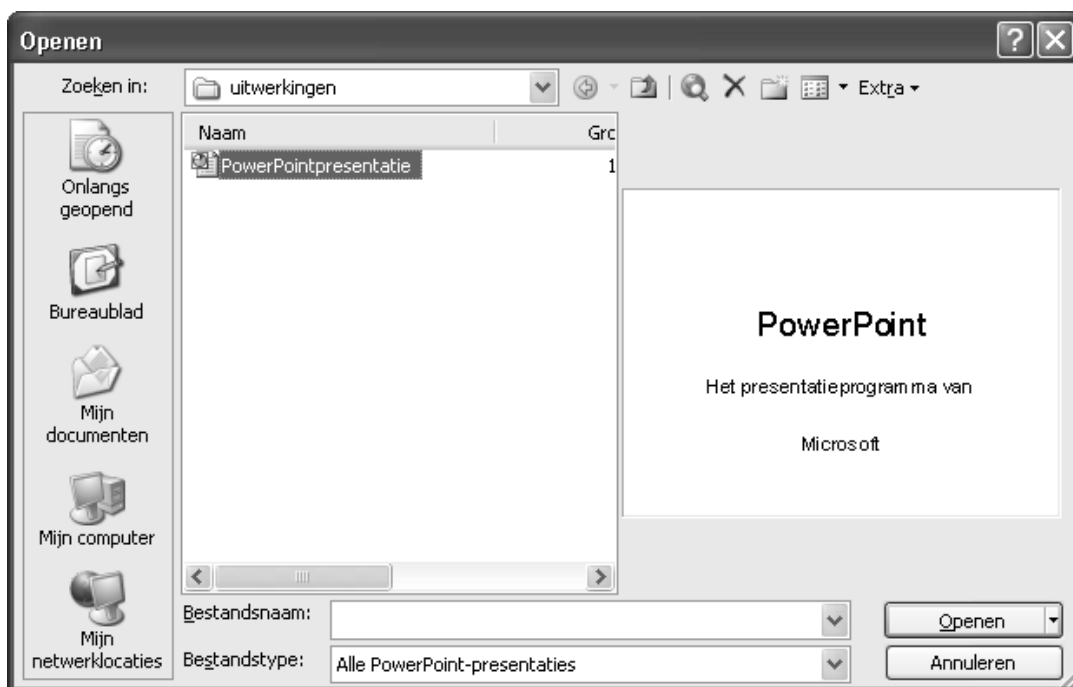 Openen
Zoeken in:
uitwerkingen
Extra
Onlangs
geopend
Bureaublad
Mijn
documenten
Mijn computer
Mijn
netwerklocaties
Naam
Grc
PowerPointpresentatie
1
PowerPoint
Het presentatieprogramma van
Microsoft
Bestandsnaam:
Openen
Bestandstype:
Alle PowerPoint-presentaties
Annuleren